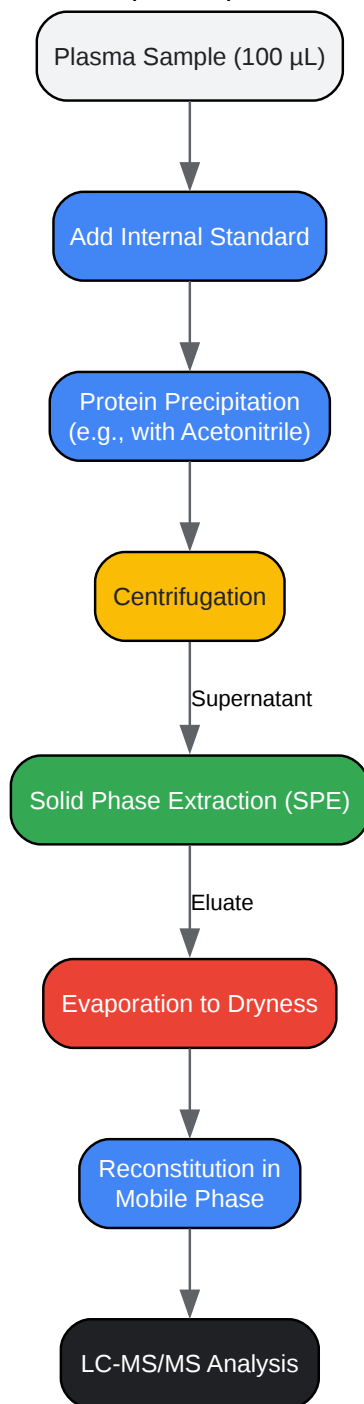 Plasma Sample (100 µL)
Add Internal Standard
Protein Precipitation
(e.g., with Acetonitrile)
Centrifugation
Supernatant
Solid Phase Extraction (SPE)
Eluate
Evaporation to Dryness
Reconstitution in
Mobile Phase
LC-MS/MS Analysis